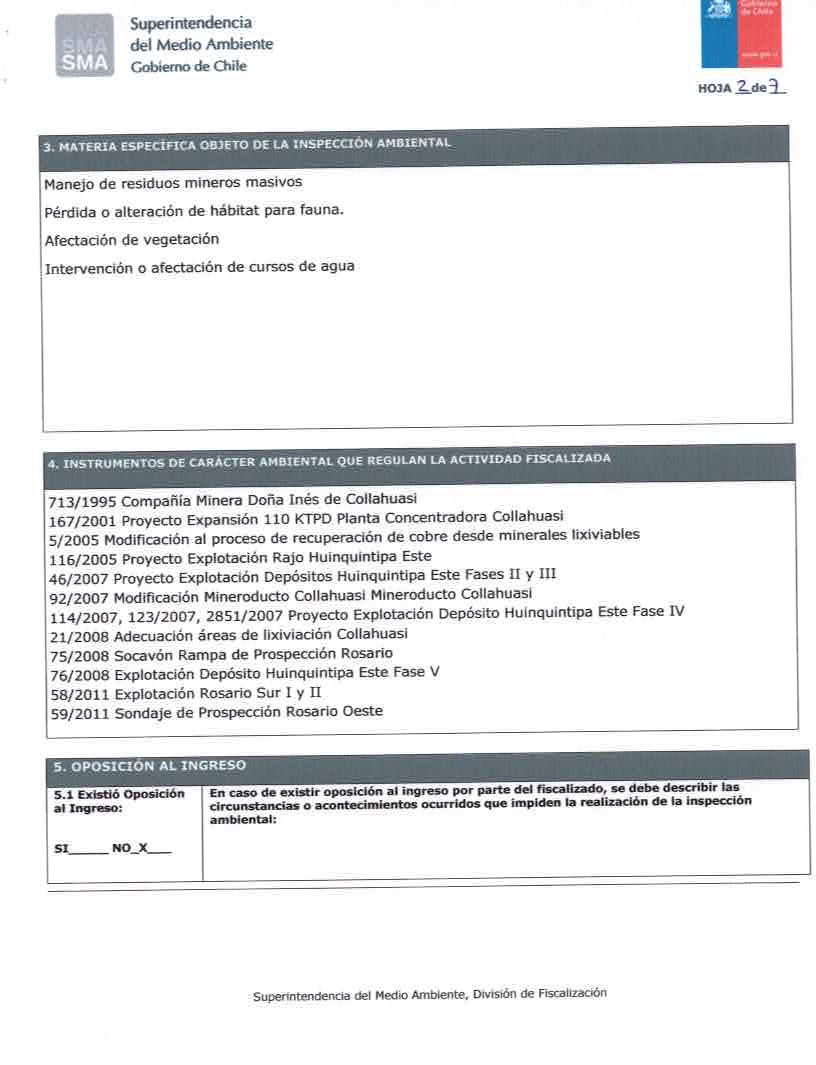 SMA
SMA
Superintendencia
del Medio Ambiente
Gobierno de Chile
Gobierno
de Chile
HOJA 2 de 7
3. MATERIA ESPECÍFICA OBJETO DE LA INSPECCIÓN AMBIENTAL
Manejo de residuos mineros masivos
Pérdida o alteración de hábitat para fauna.
Afectación de vegetación
Intervención o afectación de cursos de agua
4. INSTRUMENTOS DE CARÁCTER AMBIENTAL QUE REGULAN LA ACTIVIDAD FISCALIZADA
713/1995 Compañía Minera Doña Inés de Collahuasi
167/2001 Proyecto Expansión 110 KTPD Planta Concentradora Collahuasi
5/2005 Modificación al proceso de recuperación de cobre desde minerales lixiviables
116/2005 Proyecto Explotación Rajo Huinquintipa Este
46/2007 Proyecto Explotación Depósitos Huinquintipa Este Fases II y III
92/2007 Modificación Mineroducto Collahuasi Mineroducto Collahuasi
114/2007, 123/2007, 2851/2007 Proyecto Explotación Depósito Huinquintipa Este Fase IV
21/2008 Adecuación áreas de lixiviación Collahuasi
75/2008 Socavón Rampa de Prospección Rosario
76/2008 Explotación Depósito Huinquintipa Este Fase V
58/2011 Explotación Rosario Sur I y II
59/2011 Sondaje de Prospección Rosario Oeste
5. OPOSICIÓN AL INGRESO
5.1 Existió Oposición
al Ingreso:
SI______ NO_X____
En caso de existir oposición al ingreso por parte del fiscalizado, se debe describir las
circunstancias o acontecimientos ocurridos que impiden la realización de la inspección
ambiental:
Superintendencia del Medio Ambiente, División de Fiscalización